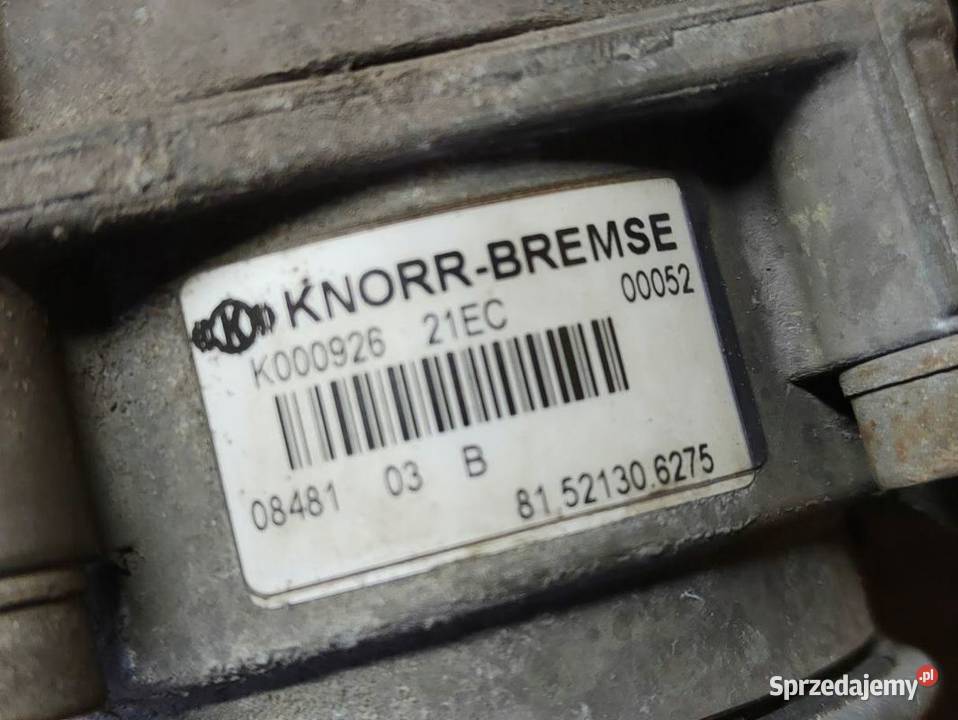 K KNORR-BREMSE
K000926 21EC 00052
08481 03 B 81.52130.6275
Sprzedajemy.pl